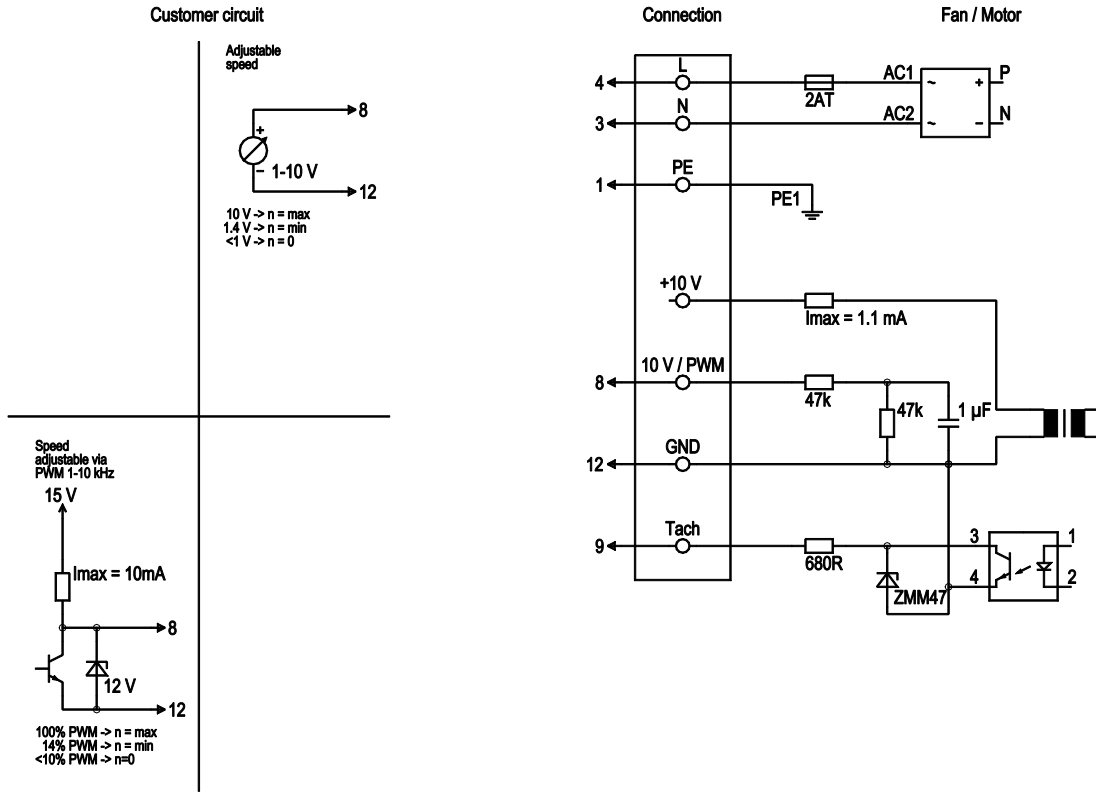 Customer circuit
Connection
Fan / Motor
Adjustable
speed
8
+
1-10 V
−
12
10 V -> n = max
1.4 V -> n = min
<1 V -> n = 0
L
4
2AT
AC1
~
+
P
N
3
AC2
~
−
N
PE
1
PE1
+10 V
Imax = 1.1 mA
10 V / PWM
8
47k
47k
1 µF
GND
12
Tach
9
680R
3
1
4
2
ZMM47
Speed
adjustable via
PWM 1-10 kHz
15 V
Imax = 10mA
8
12 V
12
100% PWM -> n = max
14% PWM -> n = min
<10% PWM -> n=0